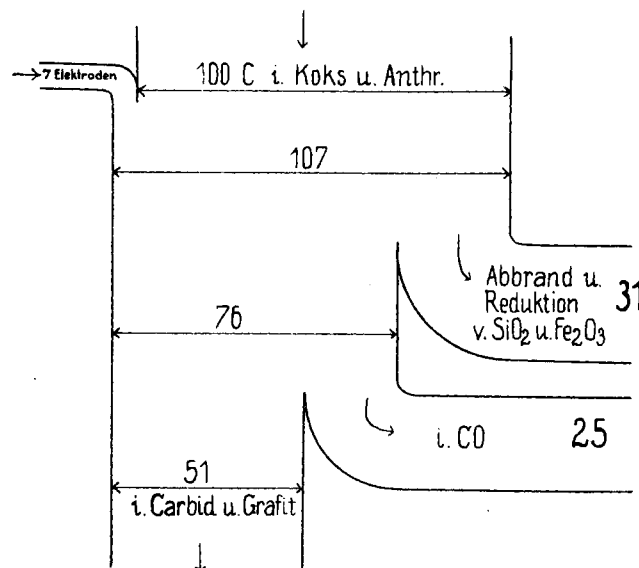 7 Elektroden
100 C i. Koks u. Anthr.
107
Abbrand u.
Reduktion
v. SiO₂ u. Fe₂O₃
31
76
i. CO
25
51
i. Carbid u. Grafit